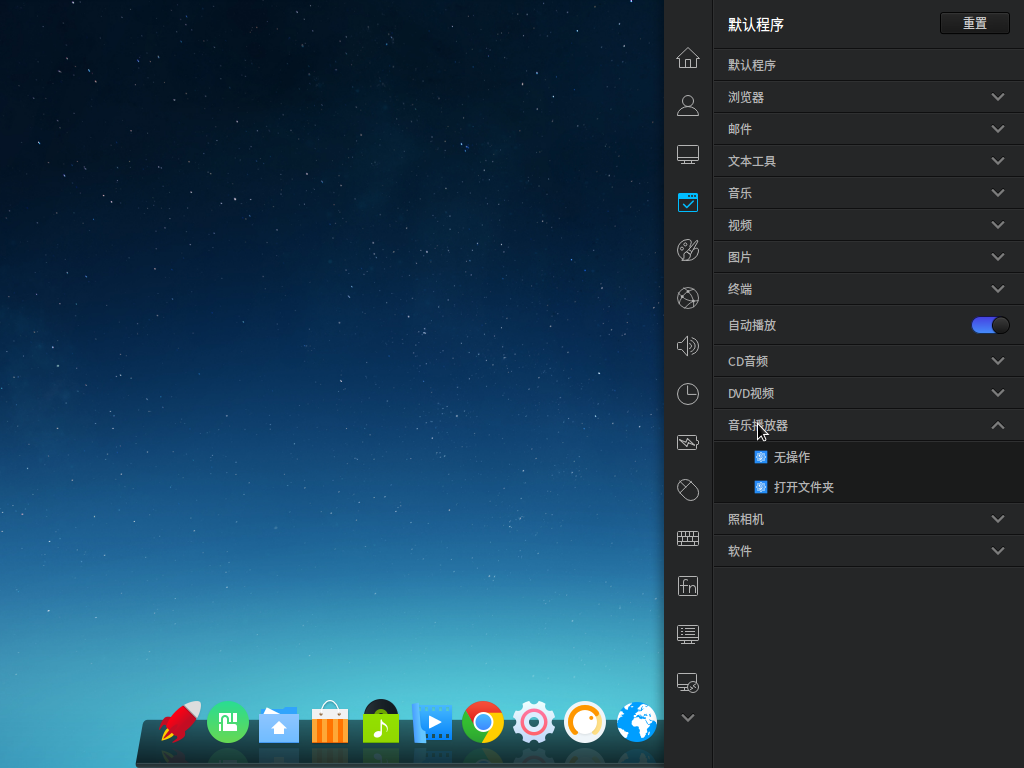 默认程序
重置
默认程序
浏览器
邮件
文本工具
音乐
视频
图片
终端
自动播放
CD音频
DVD视频
音乐播放器
无操作
打开文件夹
照相机
软件
fn